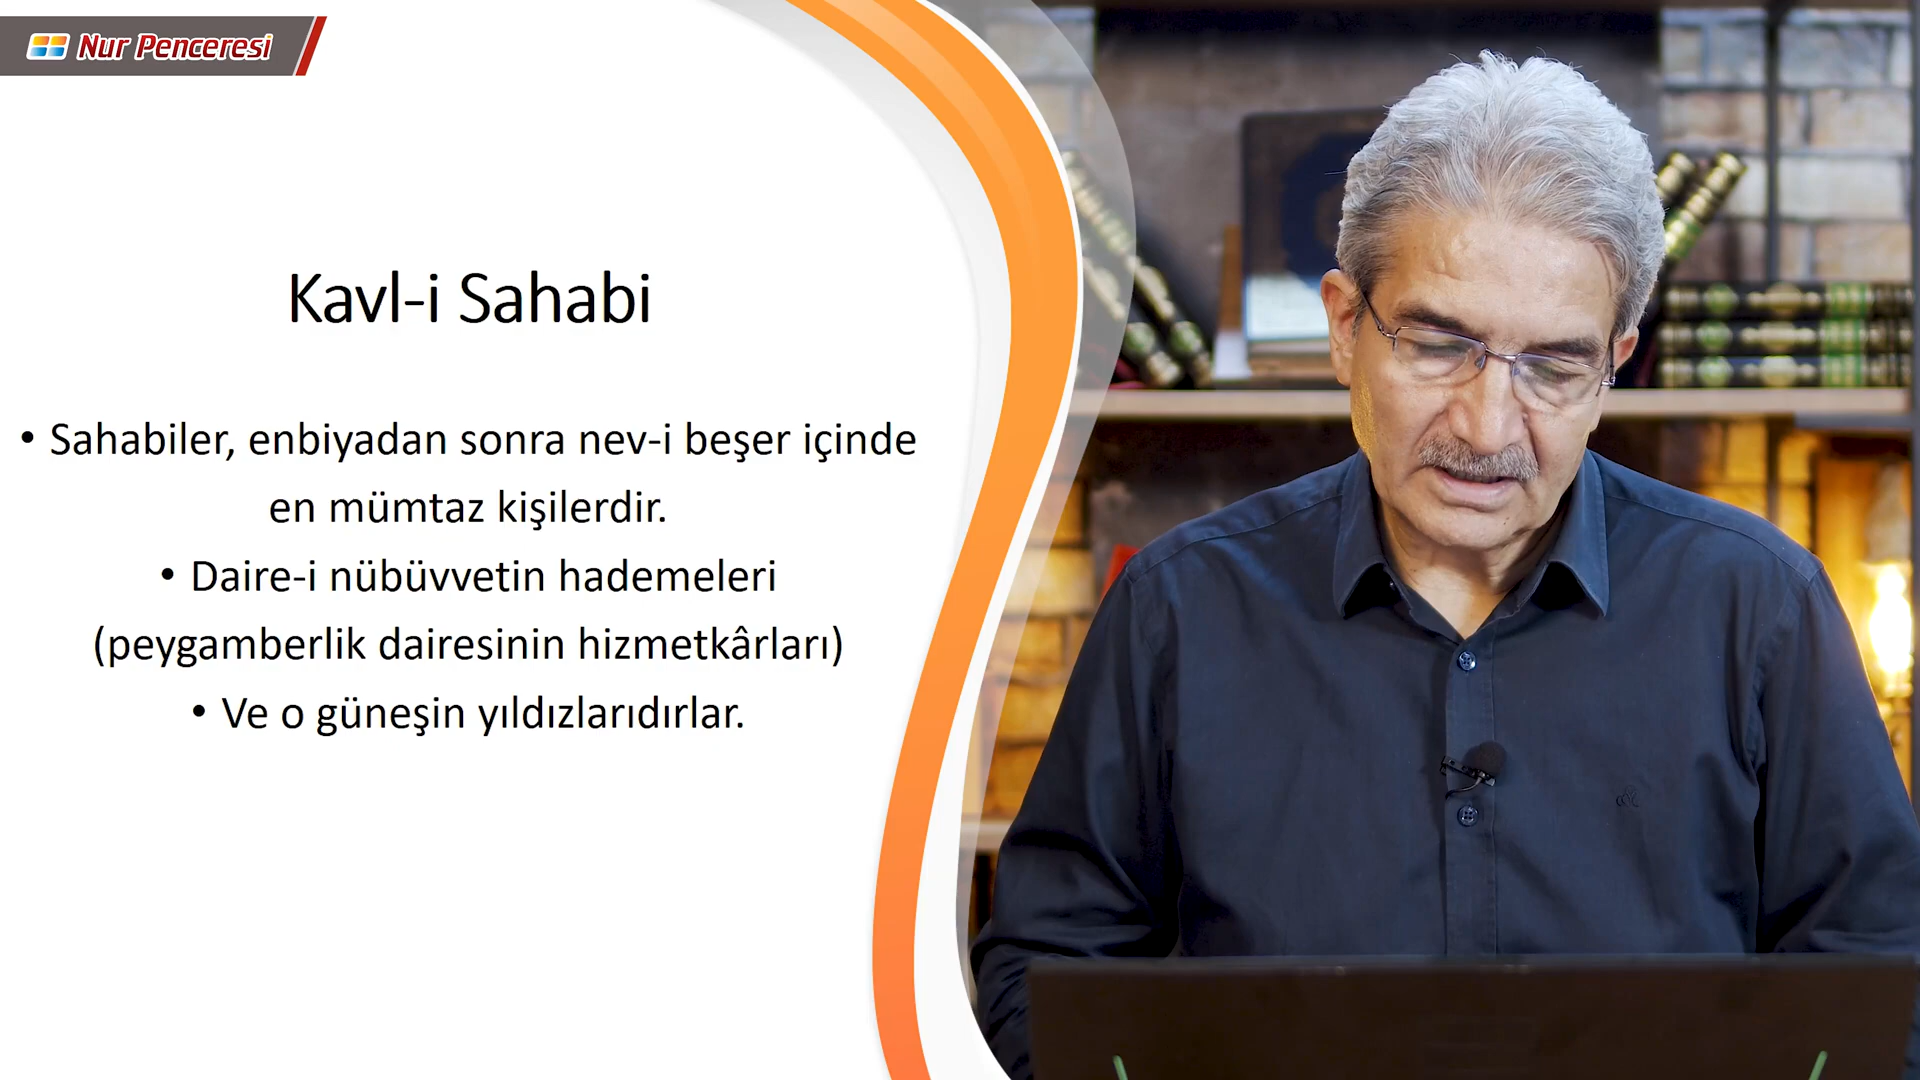 Nur Penceresi
Kavl-i Sahabi
• Sahabiler, enbiyadan sonra nev-i beşer içinde
en mümtaz kişilerdir.
• Daire-i nübüvvetin hademeleri
(peygamberlik dairesinin hizmetkârları)
• Ve o güneşin yıldızlarıdırlar.